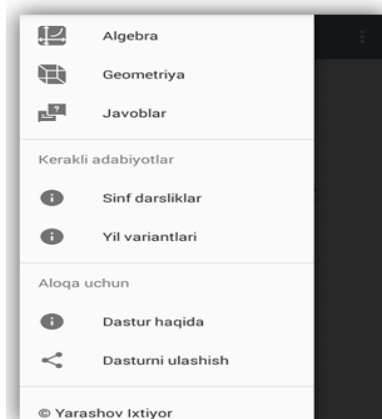 Algebra
Geometriya
Javoblar
Kerakli adabiyotlar
Sinf darsliklar
Yil variantlari
Aloqa uchun
Dastur haqida
Dasturni ulashish
© Yarashov Ixtiyor